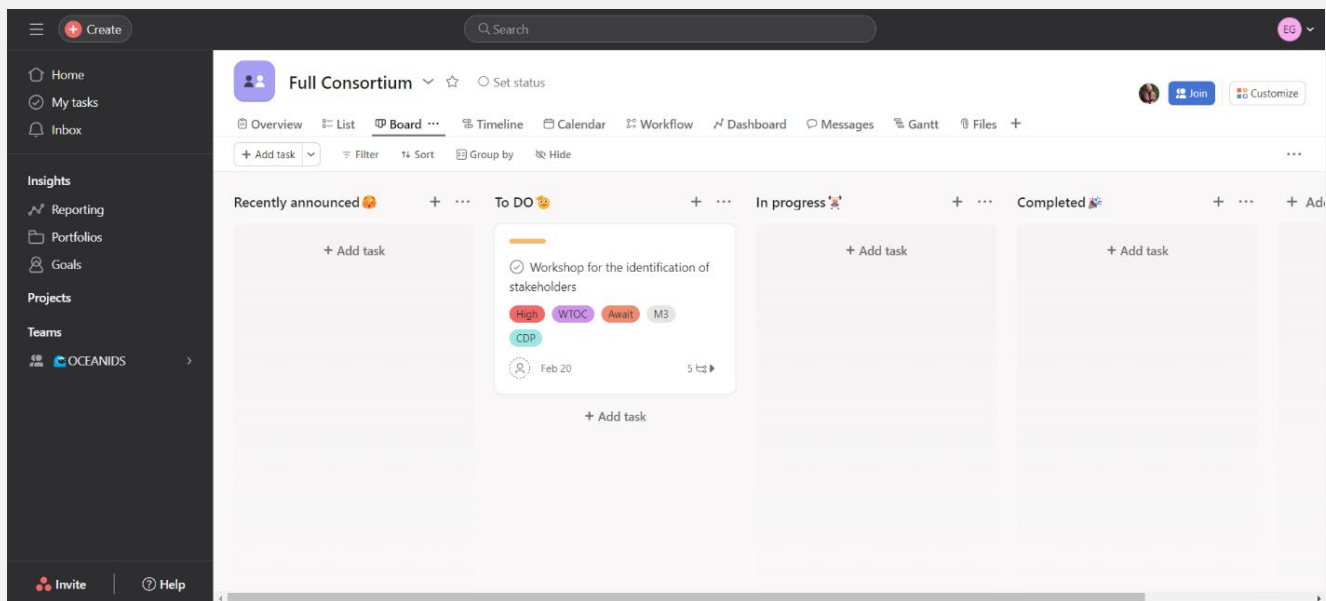 Create
Search
EG
Home
My tasks
Inbox
Insights
Reporting
Portfolios
Goals
Projects
Teams
OCEANIDS
Invite
Help
Full Consortium
Set status
Join
Customize
Overview List Board Timeline Calendar Workflow Dashboard Messages Gantt Files
Add task Filter Sort Group by Hide
Recently announced
+ Add task
To DO
Workshop for the identification of
stakeholders
High WTOC Await M3
CDP
Feb 20 5
+ Add task
In progress
+ Add task
Completed
+ Add task
+ Ad